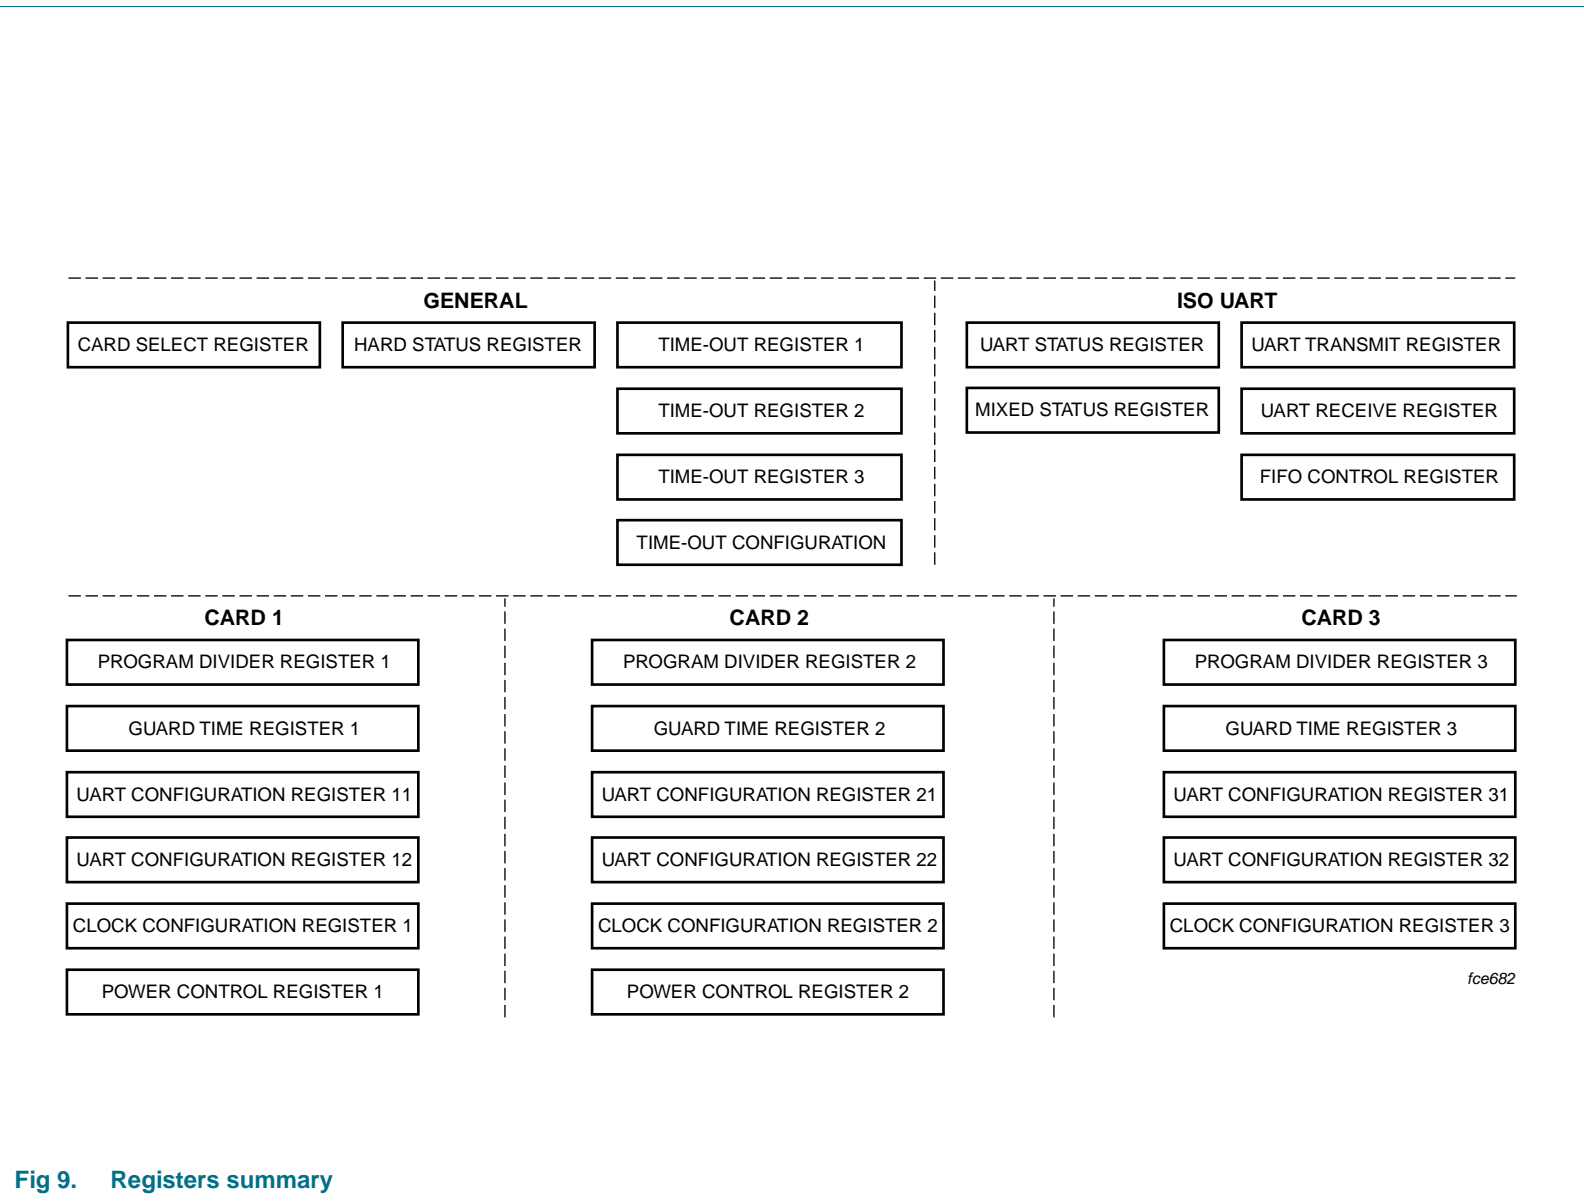 GENERAL
CARD SELECT REGISTER
HARD STATUS REGISTER
TIME-OUT REGISTER 1
TIME-OUT REGISTER 2
TIME-OUT REGISTER 3
TIME-OUT CONFIGURATION
ISO UART
UART STATUS REGISTER
UART TRANSMIT REGISTER
MIXED STATUS REGISTER
UART RECEIVE REGISTER
FIFO CONTROL REGISTER
CARD 1
PROGRAM DIVIDER REGISTER 1
GUARD TIME REGISTER 1
UART CONFIGURATION REGISTER 11
UART CONFIGURATION REGISTER 12
CLOCK CONFIGURATION REGISTER 1
POWER CONTROL REGISTER 1
CARD 2
PROGRAM DIVIDER REGISTER 2
GUARD TIME REGISTER 2
UART CONFIGURATION REGISTER 21
UART CONFIGURATION REGISTER 22
CLOCK CONFIGURATION REGISTER 2
POWER CONTROL REGISTER 2
CARD 3
PROGRAM DIVIDER REGISTER 3
GUARD TIME REGISTER 3
UART CONFIGURATION REGISTER 31
UART CONFIGURATION REGISTER 32
CLOCK CONFIGURATION REGISTER 3
fce682
Fig 9. Registers summary